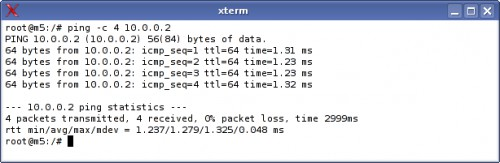 xterm
root@m5:/# ping -c 4 10.0.0.2
PING 10.0.0.2 (10.0.0.2) 56(84) bytes of data.
64 bytes from 10.0.0.2: icmp_seq=1 ttl=64 time=1.31 ms
64 bytes from 10.0.0.2: icmp_seq=2 ttl=64 time=1.23 ms
64 bytes from 10.0.0.2: icmp_seq=3 ttl=64 time=1.23 ms
64 bytes from 10.0.0.2: icmp_seq=4 ttl=64 time=1.32 ms

--- 10.0.0.2 ping statistics ---
4 packets transmitted, 4 received, 0% packet loss, time 2999ms
rtt min/avg/max/mdev = 1.237/1.279/1.325/0.048 ms
root@m5:/#